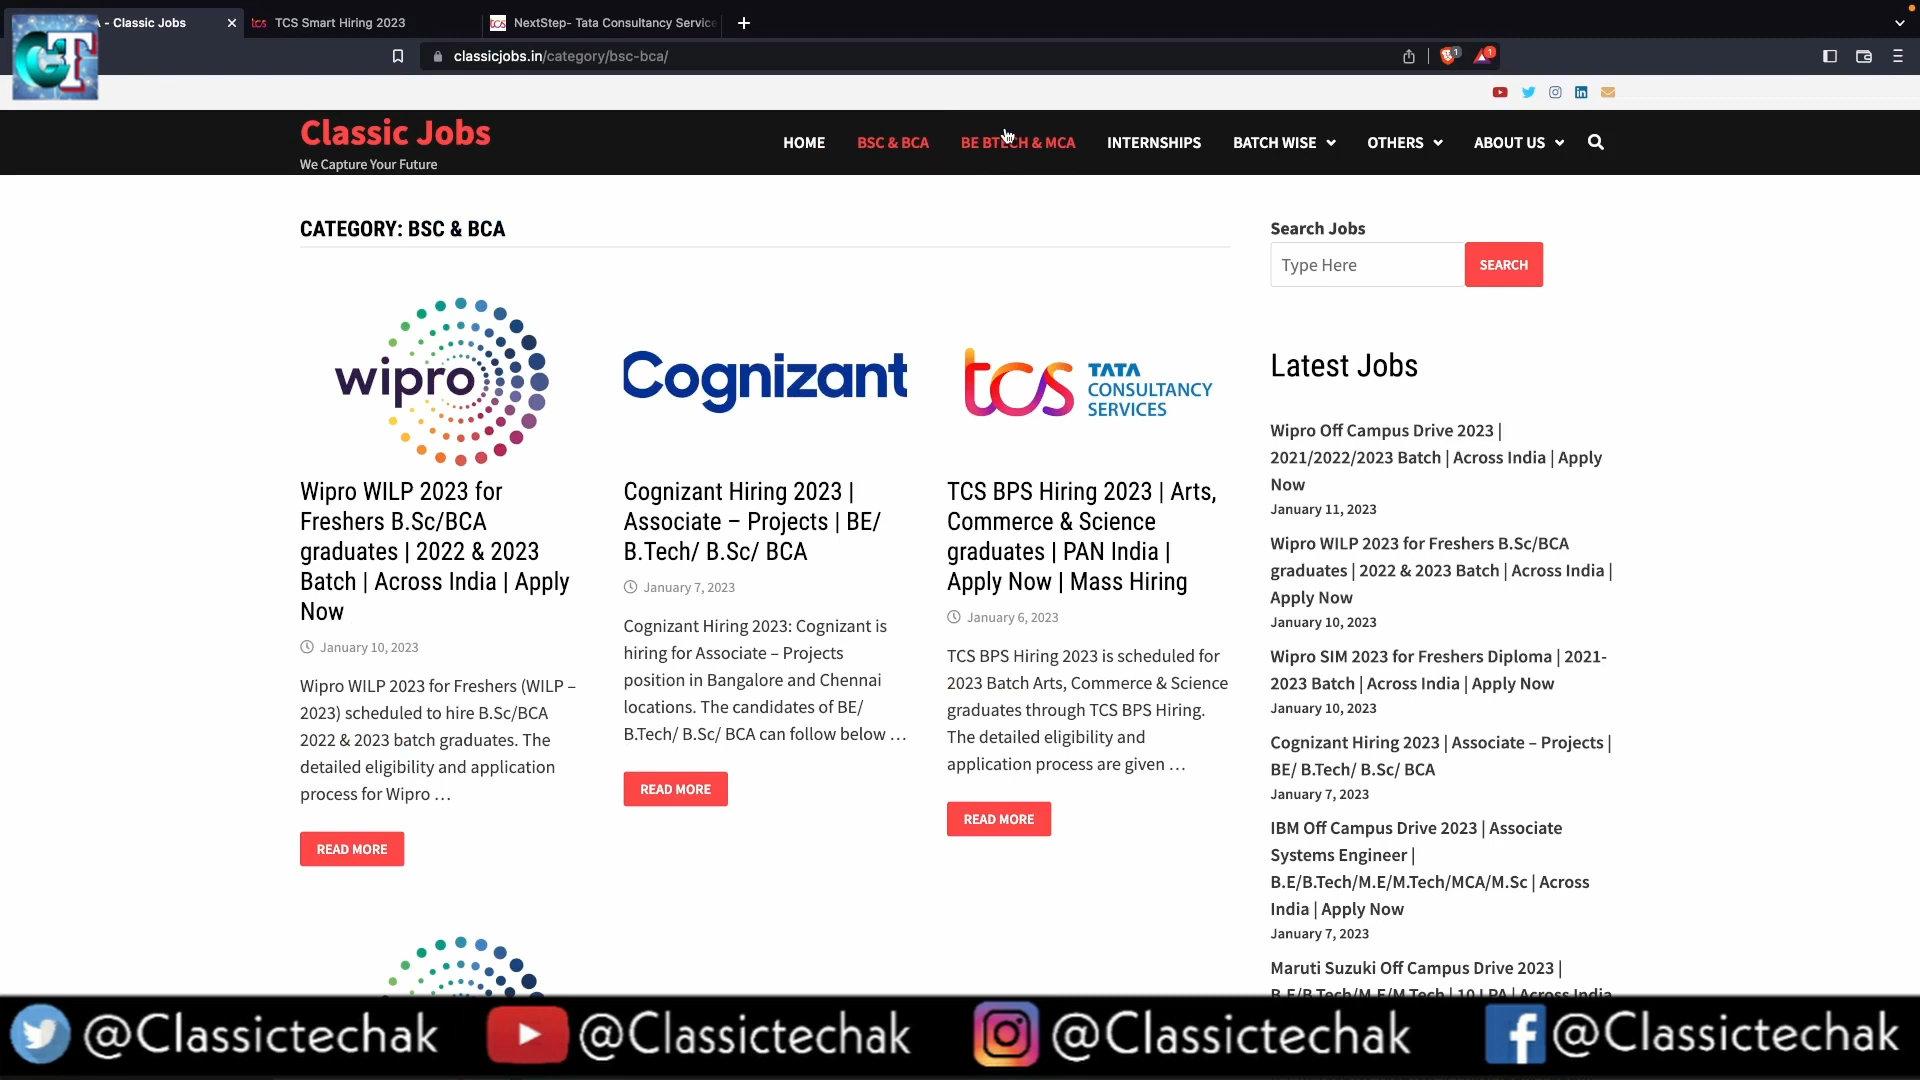 - Classic Jobs
TCS Smart Hiring 2023
NextStep- Tata Consultancy Service
classicjobs.in/category/bsc-bca/
CT
Classic Jobs
We Capture Your Future
HOME
BSC & BCA
BE BTECH & MCA
INTERNSHIPS
BATCH WISE
OTHERS
ABOUT US
CATEGORY: BSC & BCA
wipro
Wipro WILP 2023 for
Freshers B.Sc/BCA
graduates | 2022 & 2023
Batch | Across India | Apply
Now
January 10, 2023
Wipro WILP 2023 for Freshers (WILP –
2023) scheduled to hire B.Sc/BCA
2022 & 2023 batch graduates. The
detailed eligibility and application
process for Wipro …
READ MORE
Cognizant
Cognizant Hiring 2023 |
Associate – Projects | BE/
B.Tech/ B.Sc/ BCA
January 7, 2023
Cognizant Hiring 2023: Cognizant is
hiring for Associate – Projects
position in Bangalore and Chennai
locations. The candidates of BE/
B.Tech/ B.Sc/ BCA can follow below …
READ MORE
tcs TATA
CONSULTANCY
SERVICES
TCS BPS Hiring 2023 | Arts,
Commerce & Science
graduates | PAN India |
Apply Now | Mass Hiring
January 6, 2023
TCS BPS Hiring 2023 is scheduled for
2023 Batch Arts, Commerce & Science
graduates through TCS BPS Hiring.
The detailed eligibility and
application process are given …
READ MORE
Search Jobs
Type Here
SEARCH
Latest Jobs
Wipro Off Campus Drive 2023 |
2021/2022/2023 Batch | Across India | Apply
Now
January 11, 2023
Wipro WILP 2023 for Freshers B.Sc/BCA
graduates | 2022 & 2023 Batch | Across India |
Apply Now
January 10, 2023
Wipro SIM 2023 for Freshers Diploma | 2021-
2023 Batch | Across India | Apply Now
January 10, 2023
Cognizant Hiring 2023 | Associate – Projects |
BE/ B.Tech/ B.Sc/ BCA
January 7, 2023
IBM Off Campus Drive 2023 | Associate
Systems Engineer |
B.E/B.Tech/M.E/M.Tech/MCA/M.Sc | Across
India | Apply Now
January 7, 2023
Maruti Suzuki Off Campus Drive 2023 |
B.E/B.Tech/M.E/M.Tech | 10 LPA | Across India
@Classictechak
@Classictechak
@Classictechak
@Classictechak